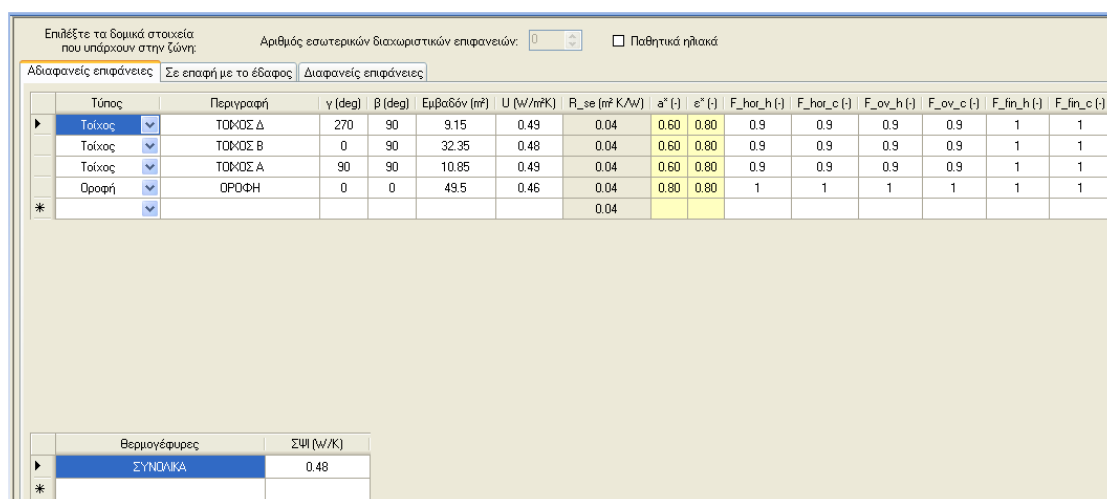 Επιλέξτε τα δομικά στοιχεία
που υπάρχουν στην ζώνη:
Αριθμός εσωτερικών διαχωριστικών επιφανειών: 0
Παθητικά ηλιακά
Αδιαφανείς επιφάνειες Σε επαφή με το έδαφος Διαφανείς επιφάνειες
Τύπος Περιγραφή γ (deg) β (deg) Εμβαδόν (m²) U (W/m²K) R_se (m² K/W) a* (-) ε* (-) F_hor_h (-) F_hor_c (-) F_ov_h (-) F_ov_c (-) F_fin_h (-) F_fin_c (-)
Τοίχος ΤΟΙΧΟΣ Δ 270 90 9.15 0.49 0.04 0.60 0.80 0.9 0.9 0.9 0.9 1 1
Τοίχος ΤΟΙΧΟΣ Β 0 90 32.35 0.48 0.04 0.60 0.80 0.9 0.9 0.9 0.9 1 1
Τοίχος ΤΟΙΧΟΣ Α 90 90 10.85 0.49 0.04 0.60 0.80 0.9 0.9 0.9 0.9 1 1
Οροφή ΟΡΟΦΗ 0 0 49.5 0.46 0.04 0.80 0.80 1 1 1 1 1 1
0.04
Θερμογέφυρες ΣΨΙ (W/K)
ΣΥΝΟΛΙΚΑ 0.48